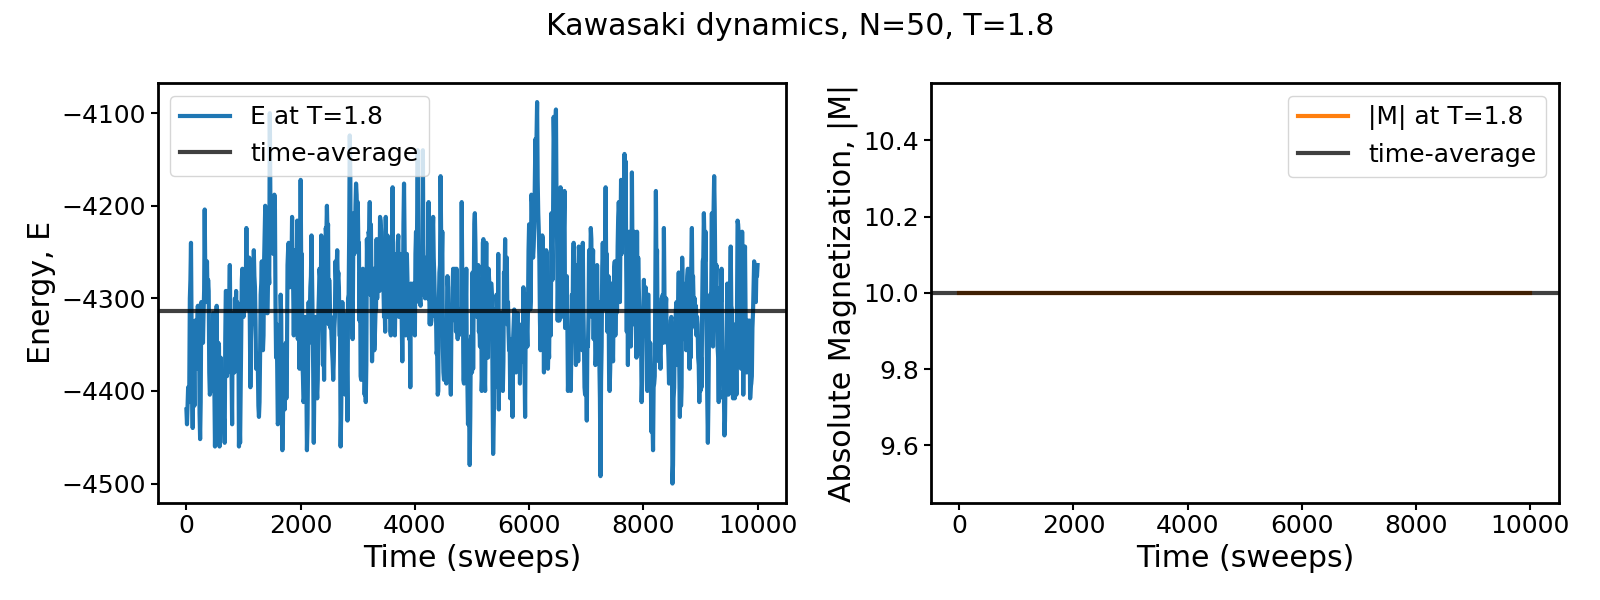 Kawasaki dynamics, N=50, T=1.8
E at T=1.8
time-average
Energy, E
−4100
−4200
−4300
−4400
−4500
0 2000 4000 6000 8000 10000
Time (sweeps)
|M| at T=1.8
time-average
Absolute Magnetization, |M|
10.4
10.2
10.0
9.8
9.6
0 2000 4000 6000 8000 10000
Time (sweeps)